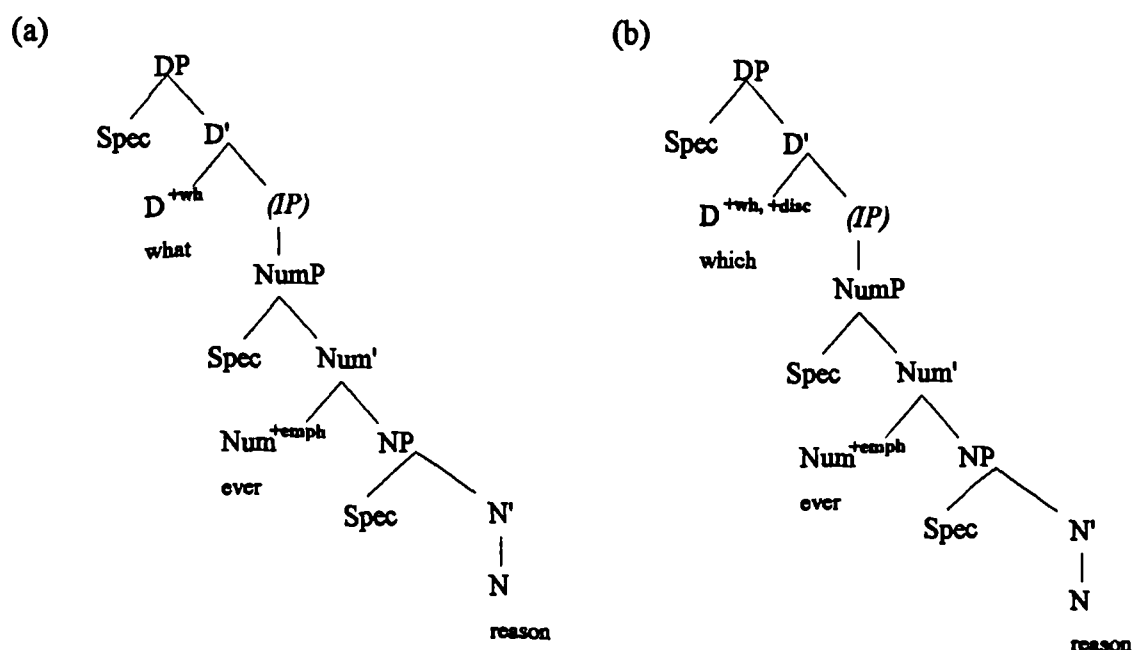 (a) (b)
DP DP
Spec D' Spec D'
D +wh (IP) D +wh, +disc (IP)
what which
NumP NumP
Spec Num' Spec Num'
Num +emph NP Num +emph NP
ever ever
Spec N' Spec N'
N N
reason reason